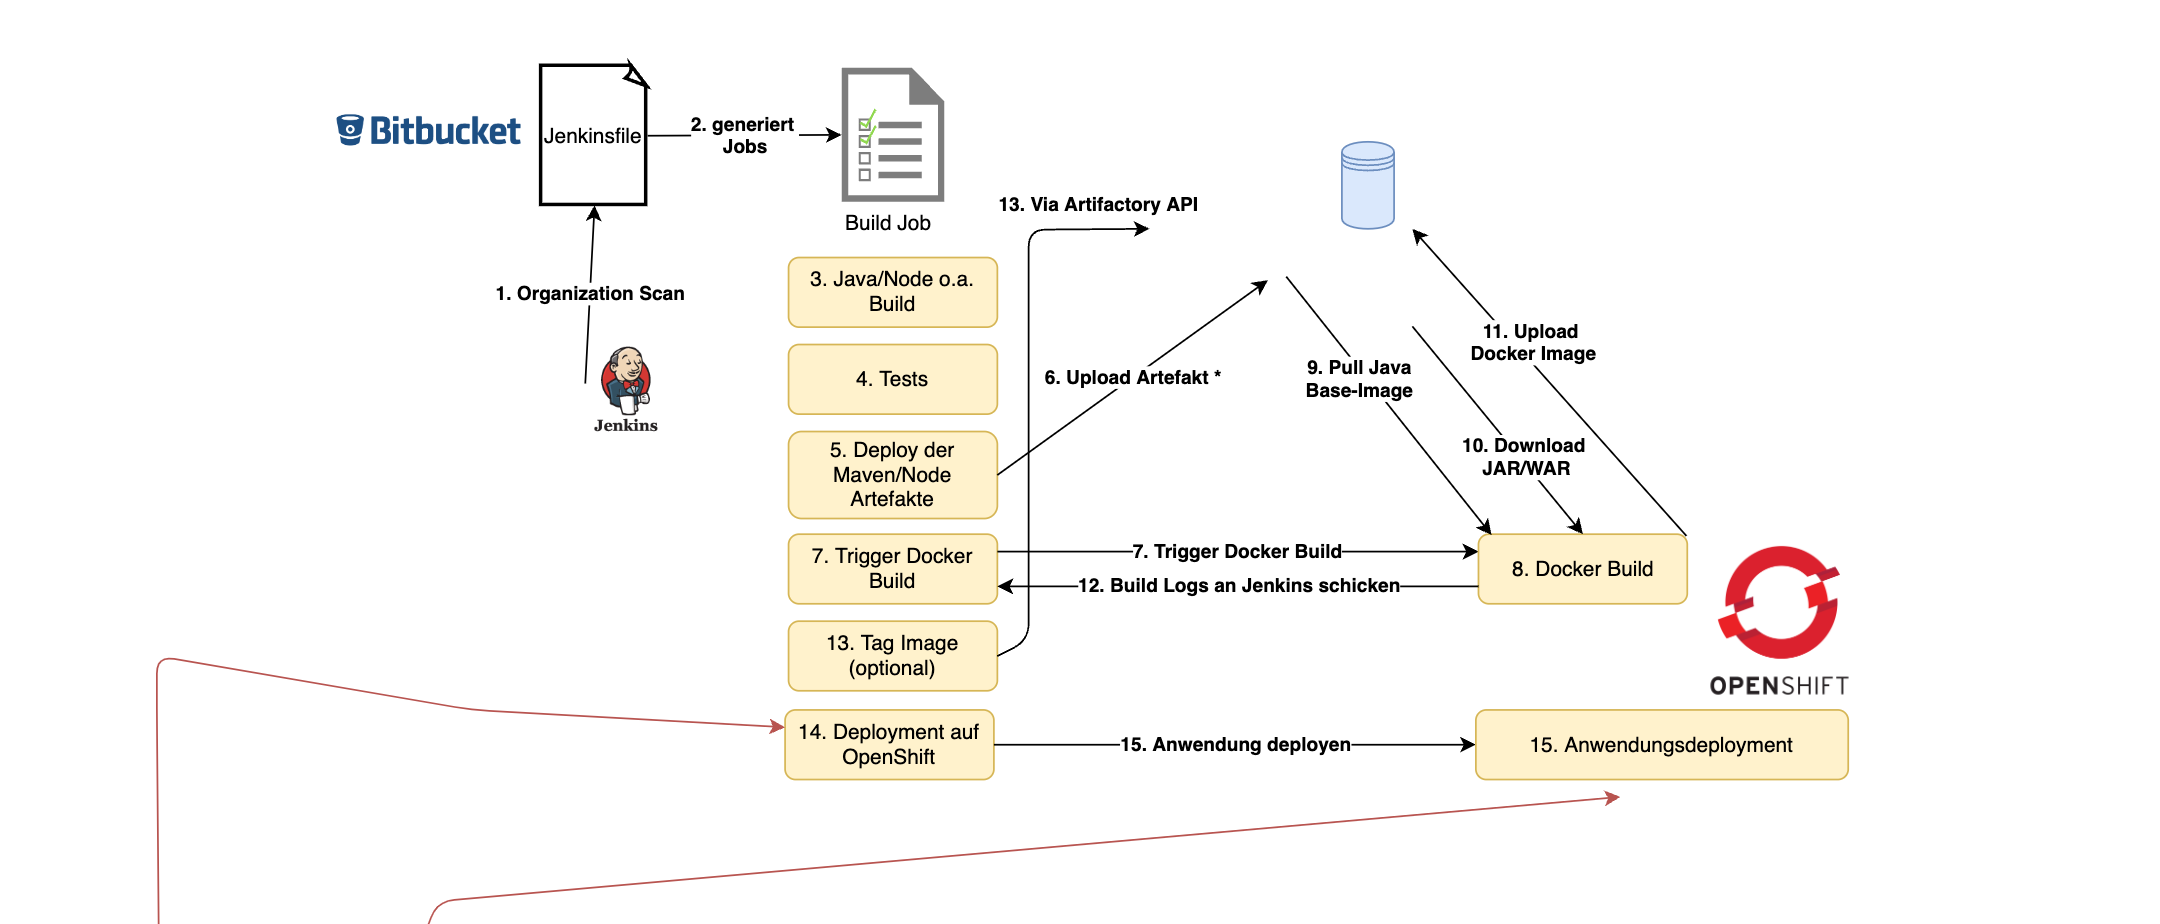 Bitbucket
Jenkinsfile
2. generiert
Jobs
Build Job
1. Organization Scan
Jenkins
13. Via Artifactory API
3. Java/Node o.a.
Build
4. Tests
5. Deploy der
Maven/Node
Artefakte
6. Upload Artefakt *
9. Pull Java
Base-Image
11. Upload
Docker Image
10. Download
JAR/WAR
7. Trigger Docker
Build
7. Trigger Docker Build
12. Build Logs an Jenkins schicken
8. Docker Build
13. Tag Image
(optional)
OPENSHIFT
14. Deployment auf
OpenShift
15. Anwendung deployen
15. Anwendungsdeployment